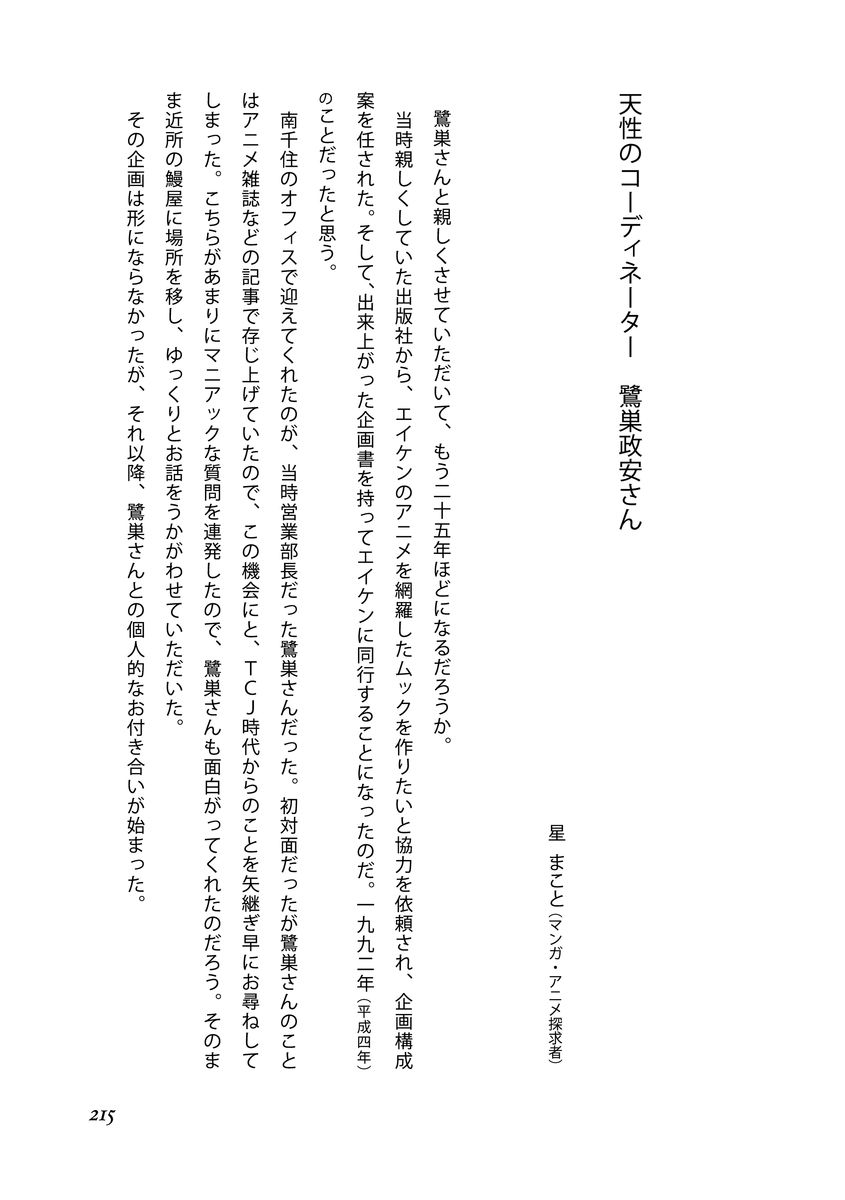 天性のコーディネーター　鷺巣政安さん
星　まこと（マンガ・アニメ探求者）
鷺巣さんと親しくさせていただいて、もう二十五年ほどになるだろうか。
当時親しくしていた出版社から、エイケンのアニメを網羅したムックを作りたいと協力を依頼され、企画構成
案を任された。そして、出来上がった企画書を持ってエイケンに同行することになったのだ。一九九二年（平成四年）
のことだったと思う。
南千住のオフィスで迎えてくれたのが、当時営業部長だった鷺巣さんだった。初対面だったが鷺巣さんのこと
はアニメ雑誌などの記事で存じ上げていたので、この機会にと、ＴＣＪ時代からのことを矢継ぎ早にお尋ねして
しまった。こちらがあまりにマニアックな質問を連発したので、鷺巣さんも面白がってくれたのだろう。そのま
ま近所の鰻屋に場所を移し、ゆっくりとお話をうかがわせていただいた。
その企画は形にならなかったが、それ以降、鷺巣さんとの個人的なお付き合いが始まった。
215